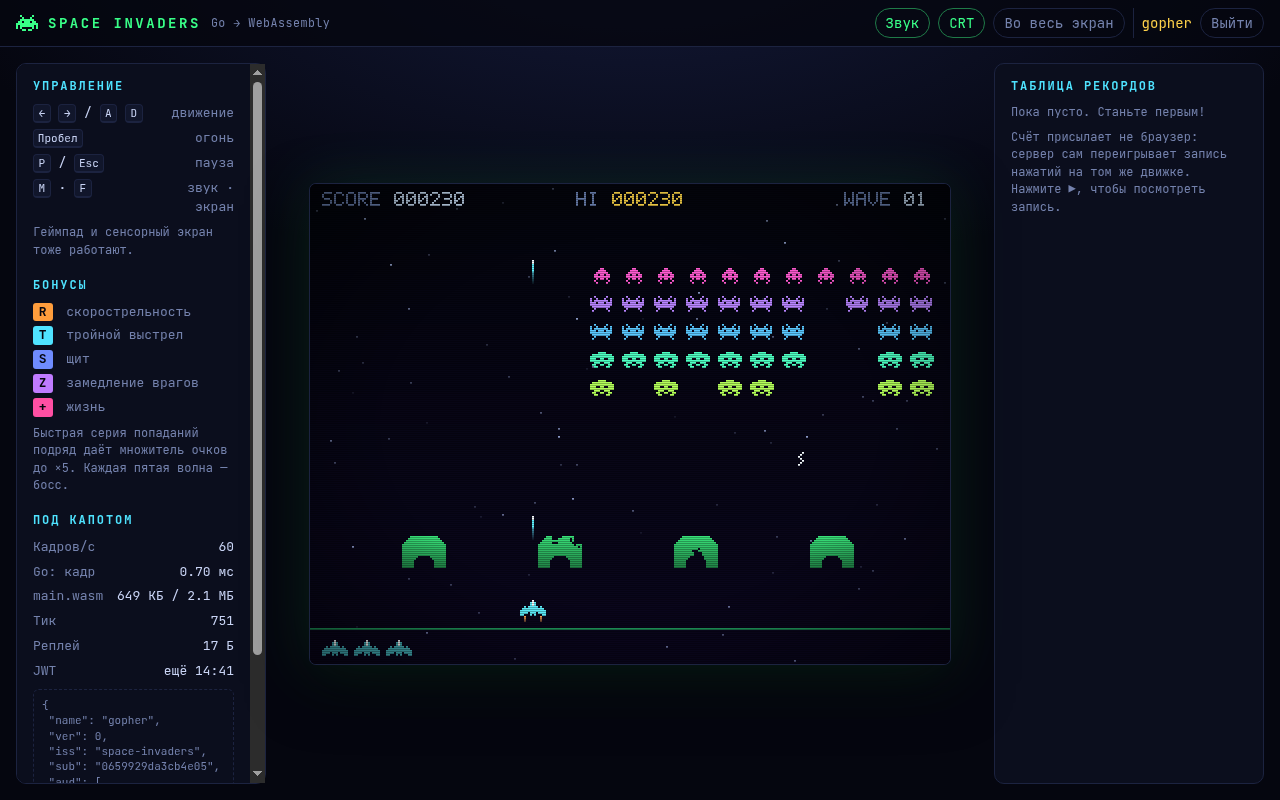 SPACE INVADERS Go → WebAssembly
Звук CRT Во весь экран gopher Выйти
УПРАВЛЕНИЕ
← → / A D движение
Пробел огонь
P / Esc пауза
M · F звук ·
экран
Геймпад и сенсорный экран
тоже работают.
БОНУСЫ
R скорострельность
T тройной выстрел
S щит
Z замедление врагов
+ жизнь
Быстрая серия попаданий
подряд даёт множитель очков
до ×5. Каждая пятая волна —
босс.
ПОД КАПОТОМ
Кадров/с 60
Go: кадр 0.70 мс
main.wasm 649 КБ / 2.1 МБ
Тик 751
Реплей 17 Б
JWT ещё 14:41
{
"name": "gopher",
"ver": 0,
"iss": "space-invaders",
"sub": "0659929da3cb4e05",
"aud": [
SCORE 000230 HI 000230 WAVE 01
ТАБЛИЦА РЕКОРДОВ
Пока пусто. Станьте первым!
Счёт присылает не браузер:
сервер сам переигрывает запись
нажатий на том же движке.
Нажмите ▶, чтобы посмотреть
запись.